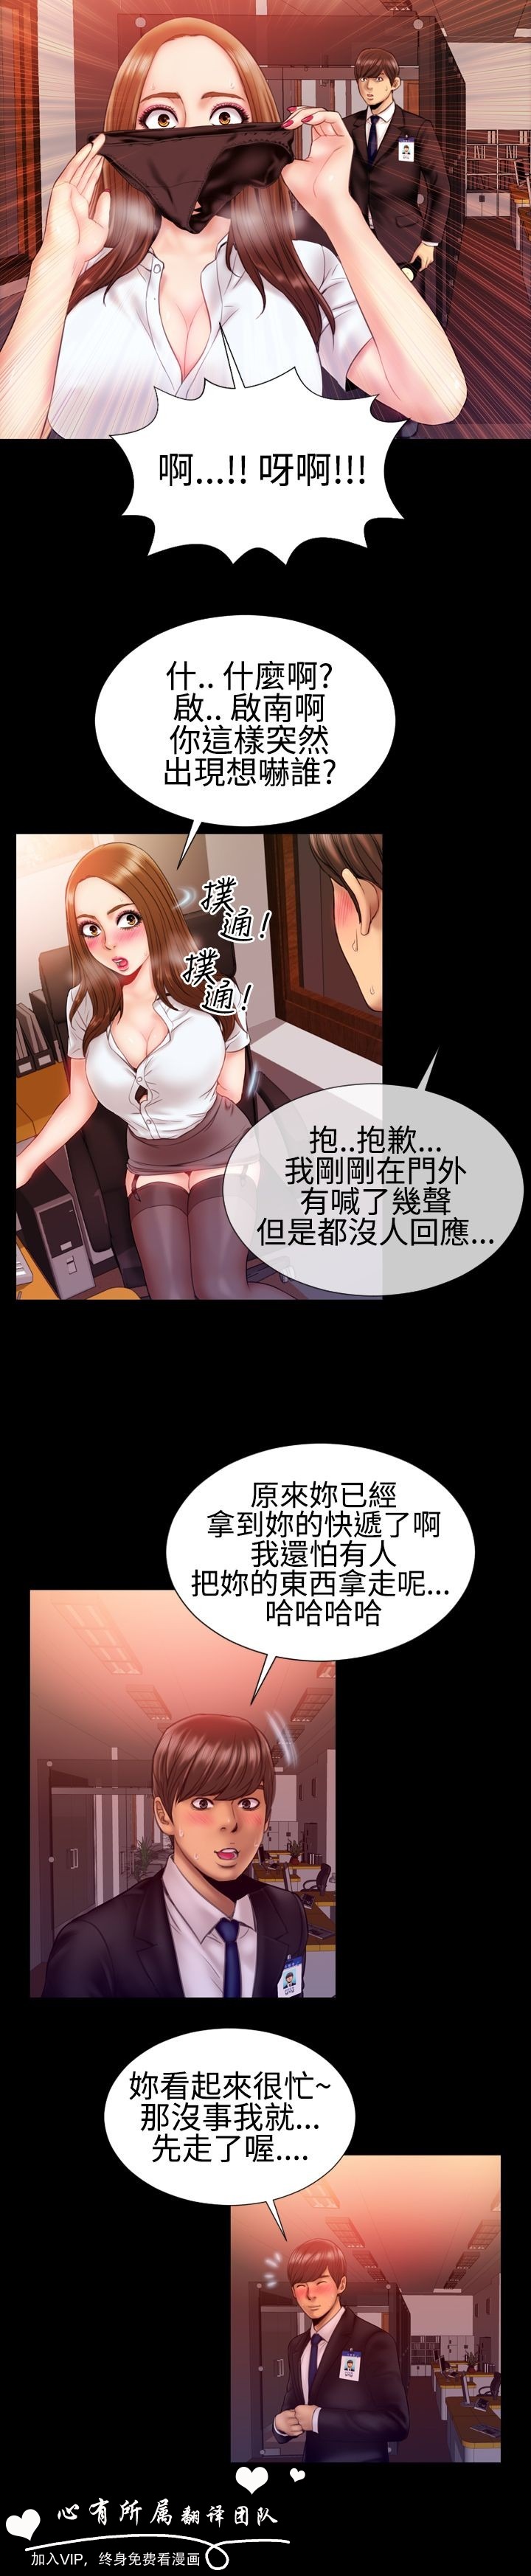 啊...!! 呀啊!!!
什.. 什麼啊?
啟.. 啟南啊
你這樣突然
出現想嚇誰?
撲
通!
撲
通!
抱..抱歉...
我剛剛在門外
有喊了幾聲
但是都沒人回應...
原來妳已經
拿到妳的快遞了啊
我還怕有人
把妳的東西拿走呢...
哈哈哈哈
妳看起來很忙~
那沒事我就...
先走了喔....
心有所属翻译团队
加入VIP，终身免费看漫画